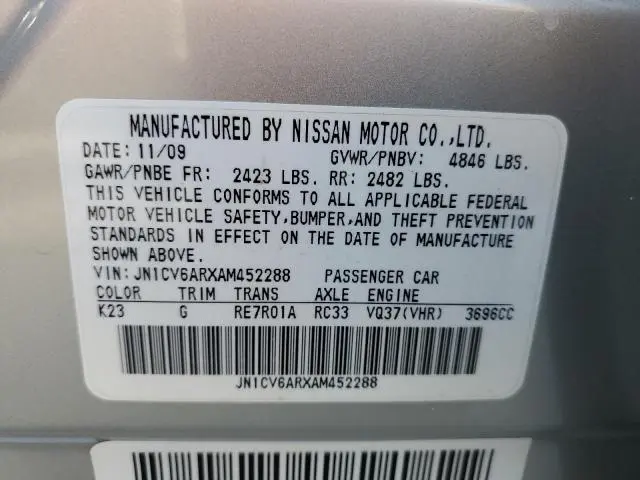 MANUFACTURED BY NISSAN MOTOR CO.,LTD.
DATE: 11/09 GVWR/PNBV: 4846 LBS.
GAWR/PNBE FR: 2423 LBS. RR: 2482 LBS.
THIS VEHICLE CONFORMS TO ALL APPLICABLE FEDERAL
MOTOR VEHICLE SAFETY,BUMPER,AND THEFT PREVENTION
STANDARDS IN EFFECT ON THE DATE OF MANUFACTURE
SHOWN ABOVE.
VIN:JN1CV6ARXAM452288 PASSENGER CAR
COLOR TRIM TRANS AXLE ENGINE
K23 G RE7R01A RC33 VQ37(VHR) 3696CC
JN1CV6ARXAM452288